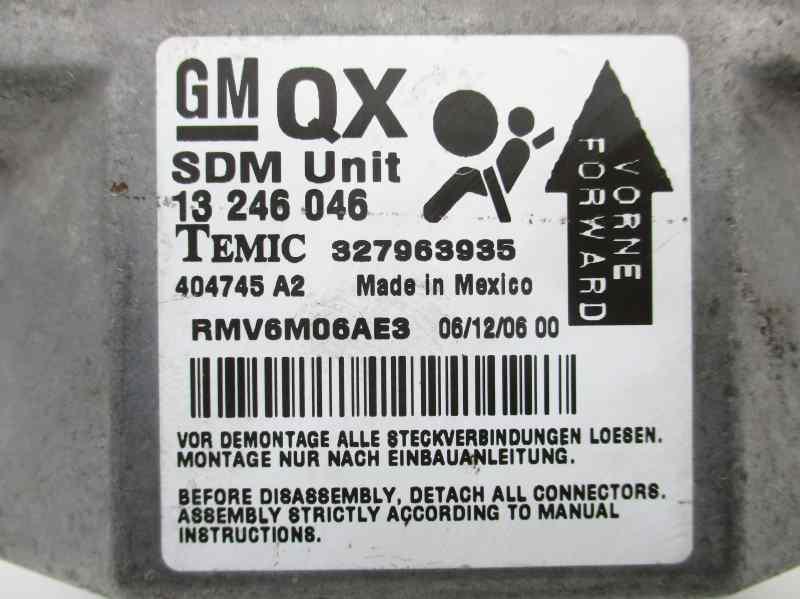 GM QX
SDM Unit
13 246 046
TEMIC 327963935
404745 A2 Made in Mexico
RMV6M06AE3 06/12/06 00
VORNE
FORWARD
VOR DEMONTAGE ALLE STECKVERBINDUNGEN LOESEN.
MONTAGE NUR NACH EINBAUANLEITUNG.
BEFORE DISASSEMBLY, DETACH ALL CONNECTORS.
ASSEMBLY STRICTLY ACCORDING TO MANUAL
INSTRUCTIONS.